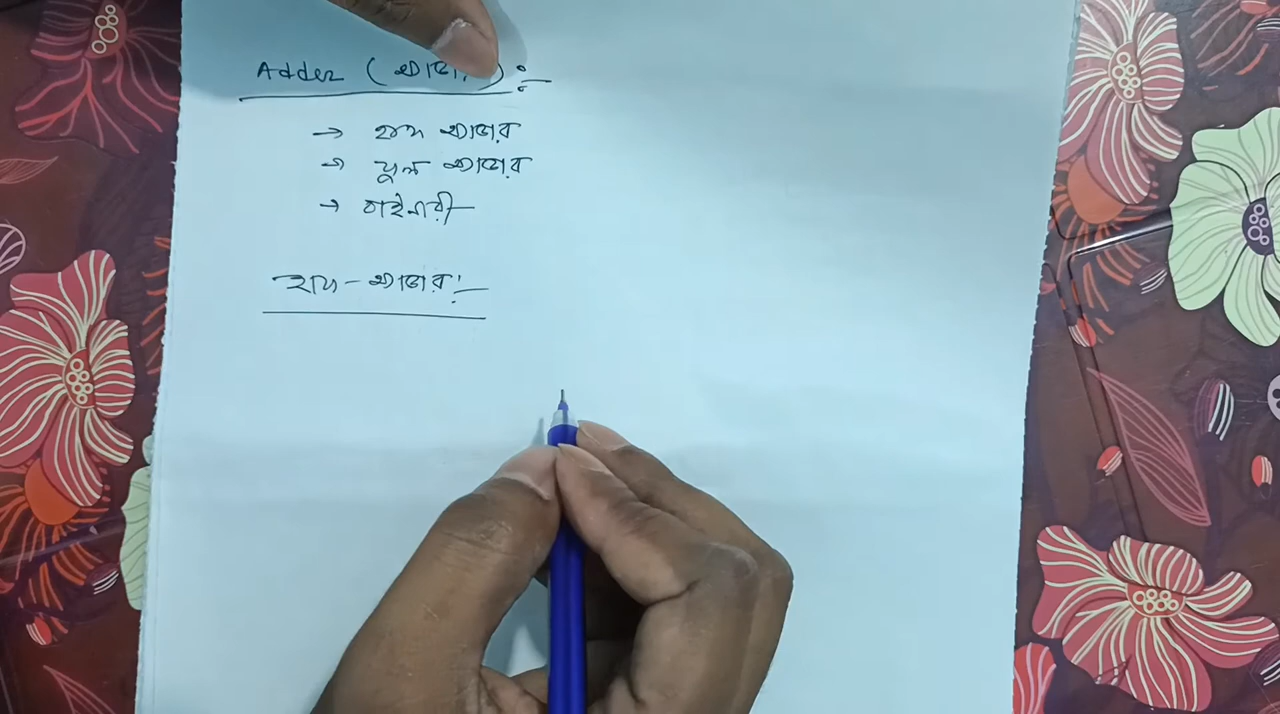 Adder (অ্যাডার) :-
→ হাফ অ্যাডার
→ ফুল অ্যাডার
→ বাইনারী
হাফ - অ্যাডার :-